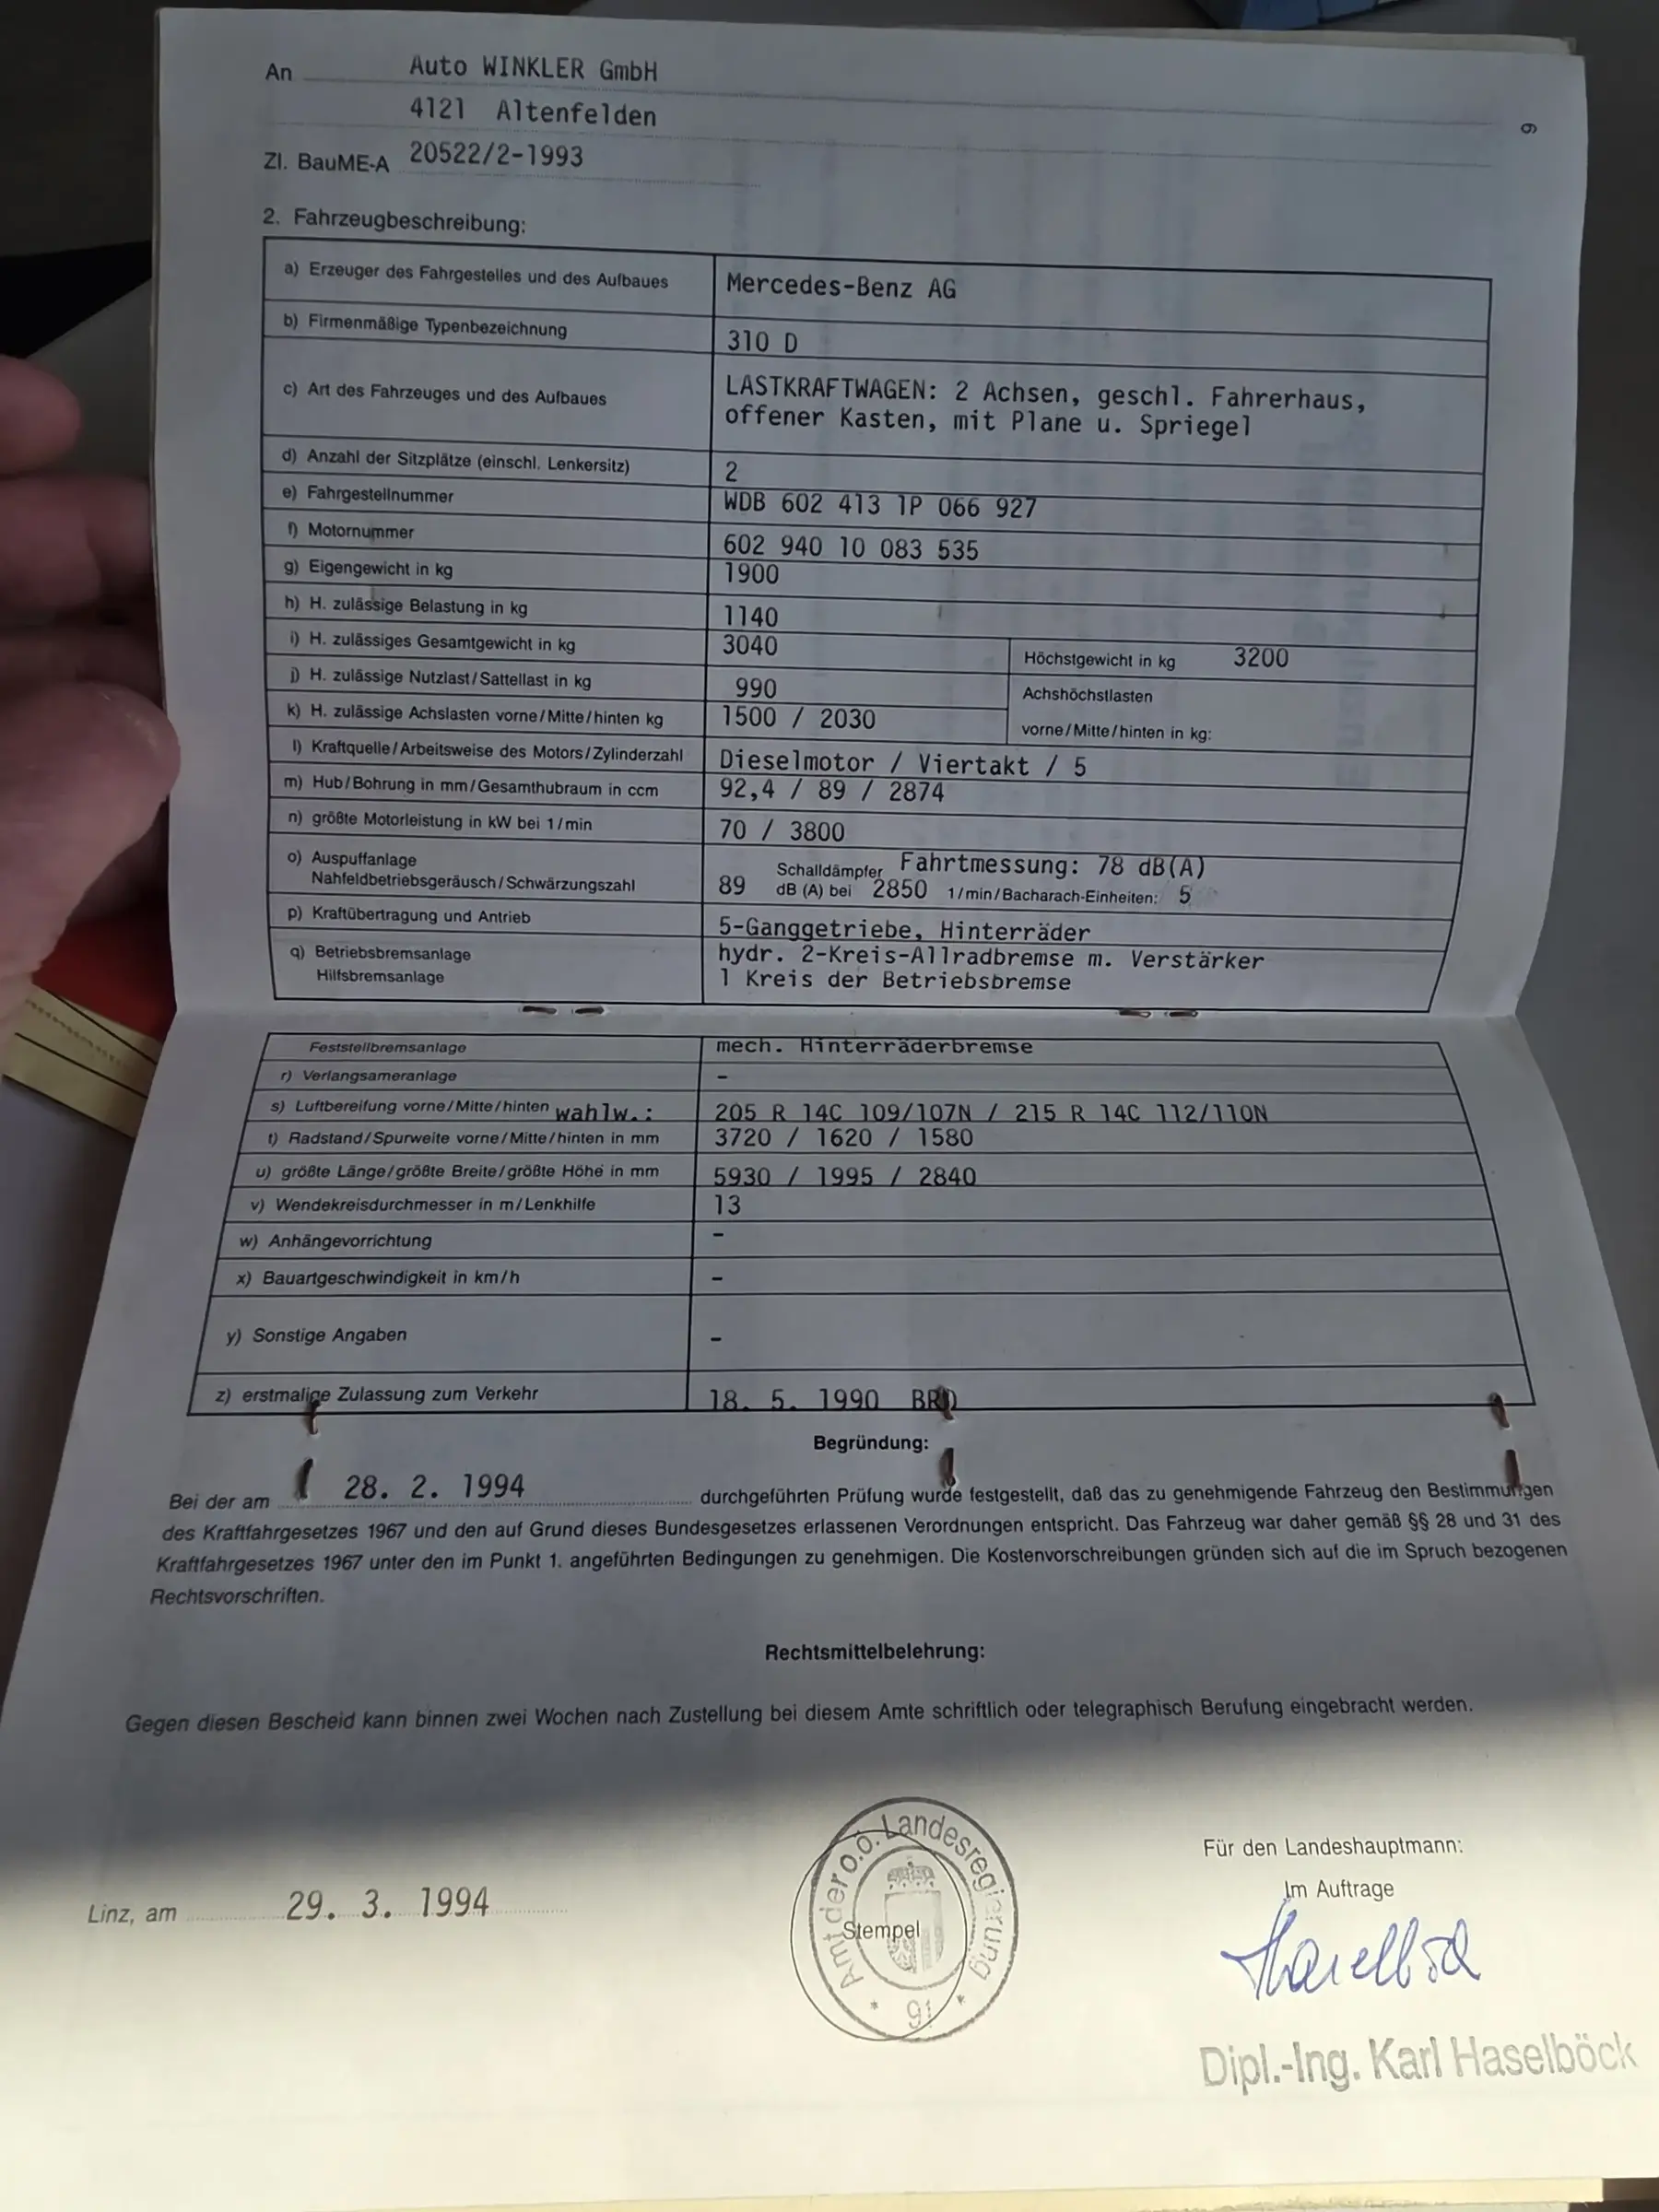 An Auto WINKLER GmbH
4121 Altenfelden
6
Zl. BauME-A 20522/2-1993
2. Fahrzeugbeschreibung:
a) Erzeuger des Fahrgestelles und des Aufbaues Mercedes-Benz AG
b) Firmenmäßige Typenbezeichnung 310 D
c) Art des Fahrzeuges und des Aufbaues LASTKRAFTWAGEN: 2 Achsen, geschl. Fahrerhaus,
offener Kasten, mit Plane u. Spriegel
d) Anzahl der Sitzplätze (einschl. Lenkersitz) 2
e) Fahrgestellnummer WDB 602 413 1P 066 927
f) Motornummer 602 940 10 083 535
g) Eigengewicht in kg 1900
h) H. zulässige Belastung in kg 1140
i) H. zulässiges Gesamtgewicht in kg 3040 Höchstgewicht in kg 3200
j) H. zulässige Nutzlast/Sattellast in kg 990 Achshöchstlasten
k) H. zulässige Achslasten vorne/Mitte/hinten kg 1500 / 2030 vorne/Mitte/hinten in kg:
l) Kraftquelle/Arbeitsweise des Motors/Zylinderzahl Dieselmotor / Viertakt / 5
m) Hub/Bohrung in mm/Gesamthubraum in ccm 92,4 / 89 / 2874
n) größte Motorleistung in kW bei 1/min 70 / 3800
o) Auspuffanlage Schalldämpfer Fahrtmessung: 78 dB(A)
Nahfeldbetriebsgeräusch/Schwärzungszahl 89 dB (A) bei 2850 1/min/Bacharach-Einheiten: 5
p) Kraftübertragung und Antrieb 5-Ganggetriebe, Hinterräder
q) Betriebsbremsanlage hydr. 2-Kreis-Allradbremse m. Verstärker
Hilfsbremsanlage 1 Kreis der Betriebsbremse
Feststellbremsanlage mech. Hinterräderbremse
r) Verlangsameranlage -
s) Luftbereifung vorne/Mitte/hinten wahlw.: 205 R 14C 109/107N / 215 R 14C 112/110N
t) Radstand/Spurweite vorne/Mitte/hinten in mm 3720 / 1620 / 1580
u) größte Länge/größte Breite/größte Höhe in mm 5930 / 1995 / 2840
v) Wendekreisdurchmesser in m/Lenkhilfe 13
w) Anhängevorrichtung -
x) Bauartgeschwindigkeit in km/h -
y) Sonstige Angaben -
z) erstmalige Zulassung zum Verkehr 18. 5. 1990 BRD
Begründung:
Bei der am 28. 2. 1994 durchgeführten Prüfung wurde festgestellt, daß das zu genehmigende Fahrzeug den Bestimmungen
des Kraftfahrgesetzes 1967 und den auf Grund dieses Bundesgesetzes erlassenen Verordnungen entspricht. Das Fahrzeug war daher gemäß §§ 28 und 31 des
Kraftfahrgesetzes 1967 unter den im Punkt 1. angeführten Bedingungen zu genehmigen. Die Kostenvorschreibungen gründen sich auf die im Spruch bezogenen
Rechtsvorschriften.
Rechtsmittelbelehrung:
Gegen diesen Bescheid kann binnen zwei Wochen nach Zustellung bei diesem Amte schriftlich oder telegraphisch Berufung eingebracht werden.
Für den Landeshauptmann:
Im Auftrage
Linz, am 29. 3. 1994
Amt der o.ö. Landesregierung
Stempel
* 91 *
Haselböck
Dipl.-Ing. Karl Haselböck